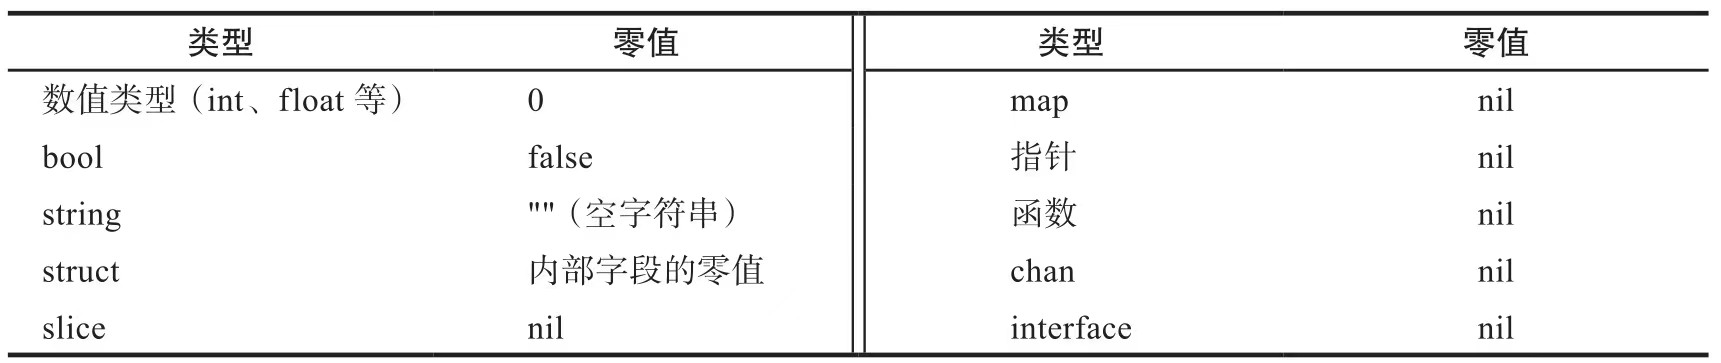 类型 零值 类型 零值
数值类型（int、float 等） 0 map nil
bool false 指针 nil
string ""（空字符串） 函数 nil
struct 内部字段的零值 chan nil
slice nil interface nil